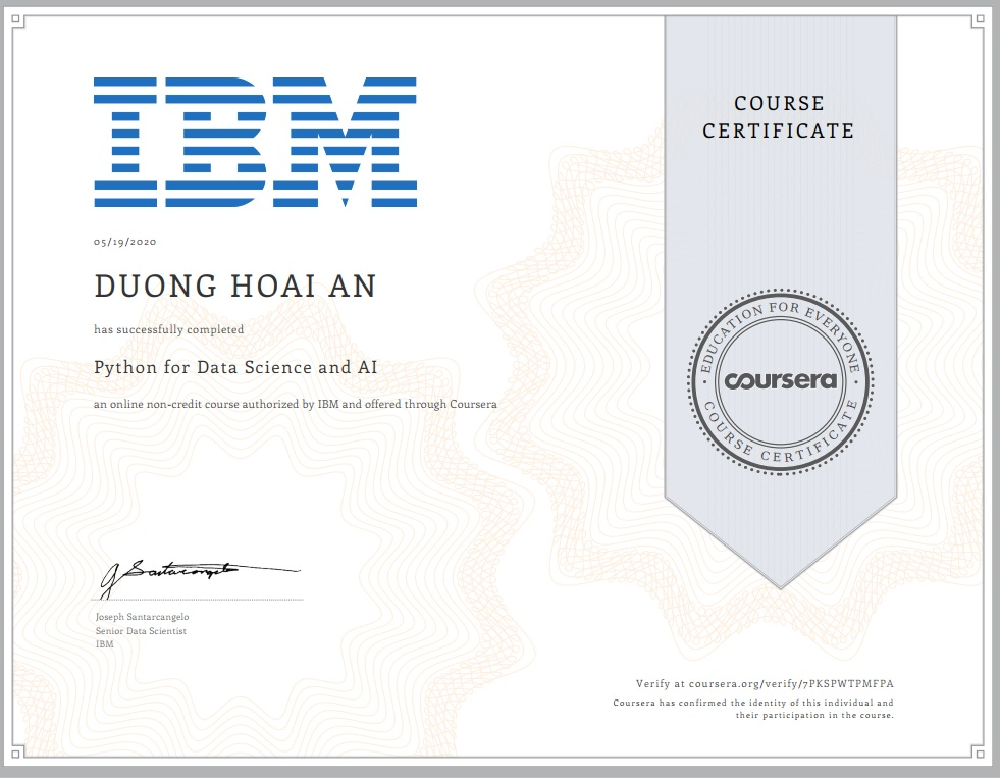 IBM
COURSE
CERTIFICATE
05/19/2020
DUONG HOAI AN
has successfully completed
Python for Data Science and AI
an online non-credit course authorized by IBM and offered through Coursera
EDUCATION FOR EVERYONE
coursera
COURSE CERTIFICATE
J Santarcangelo
Joseph Santarcangelo
Senior Data Scientist
IBM
Verify at coursera.org/verify/7PKSPWTPMFPA
Coursera has confirmed the identity of this individual and
their participation in the course.